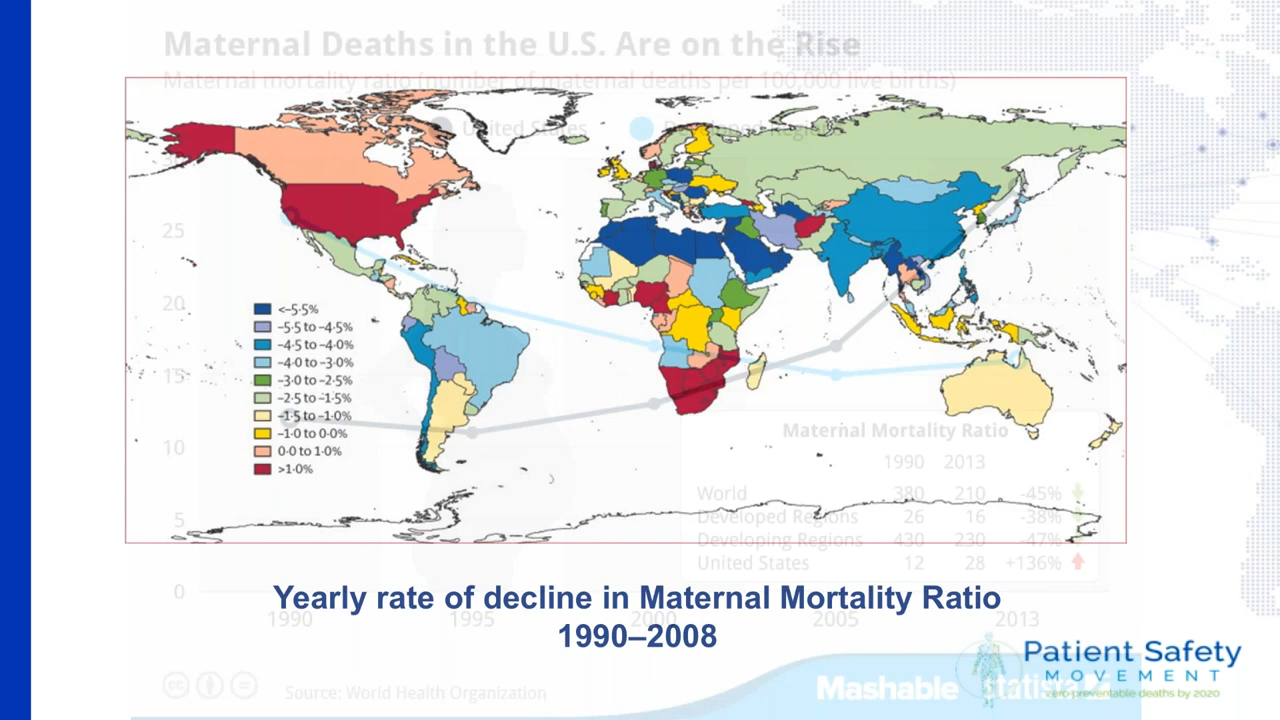 Maternal Deaths in the U.S. Are on the Rise
Maternal mortality ratio (number of maternal deaths per 100,000 live births)
United States
25
20
15
10
5
0
<–5·5%
–5·5 to –4·5%
–4·5 to –4·0%
–4·0 to –3·0%
–3·0 to –2·5%
–2·5 to –1·5%
–1·5 to –1·0%
–1·0 to 0·0%
0·0 to 1·0%
>1·0%
Maternal Mortality Ratio
1990 2013
World 380 210 -45%
Developed Regions 26 16 -38%
Developing Regions 430 230 -47%
United States 12 28 +136%
1990 1995 2000 2005 2013
Yearly rate of decline in Maternal Mortality Ratio
1990–2008
Source: World Health Organization
Mashable statista
Patient Safety
MOVEMENT
zero preventable deaths by 2020